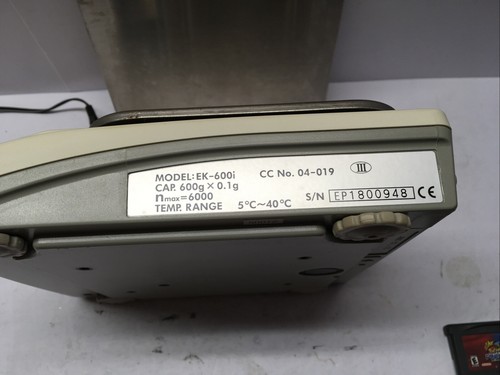 MODEL:EK-600i CC No. 04-019 III
CAP. 600g × 0.1g
nmax=6000 S/N EP1800948 CE
TEMP. RANGE 5°C~40°C